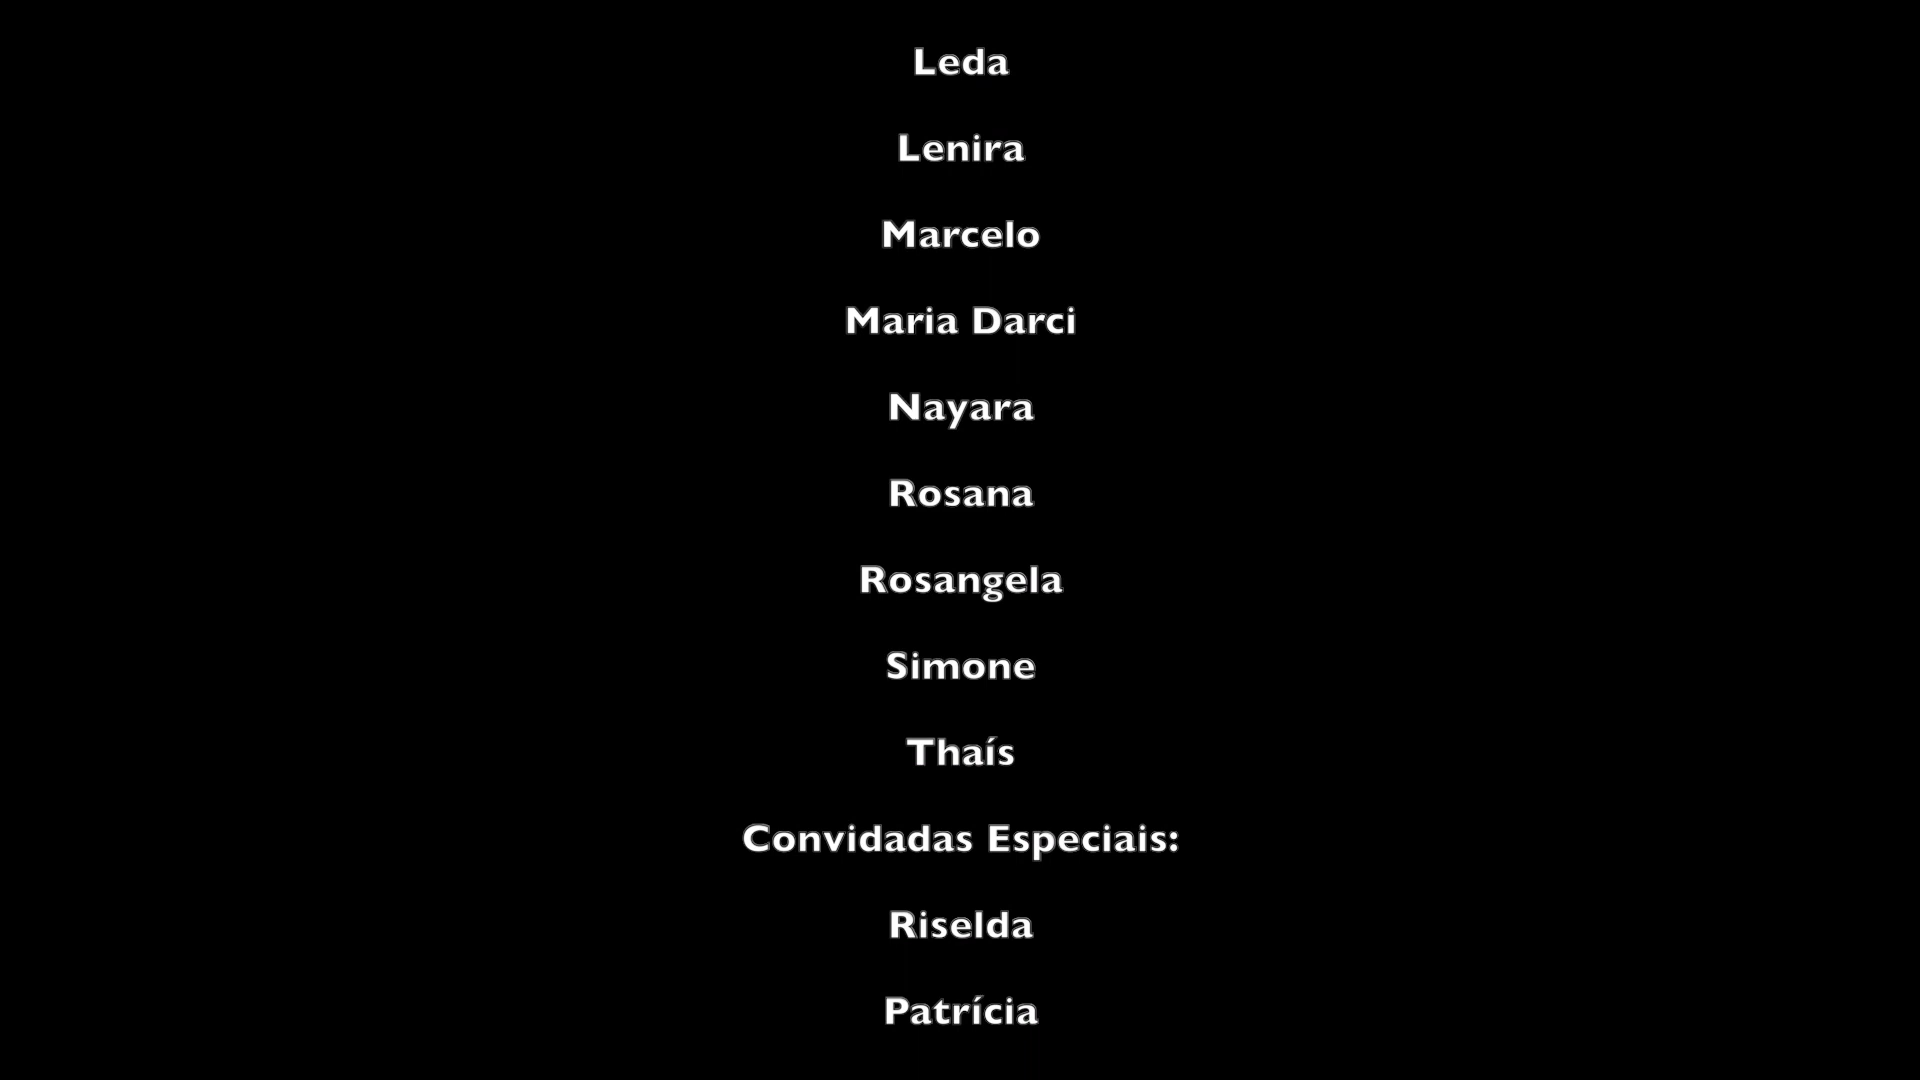 Leda
Lenira
Marcelo
Maria Darci
Nayara
Rosana
Rosangela
Simone
Thaís
Convidadas Especiais:
Riselda
Patrícia